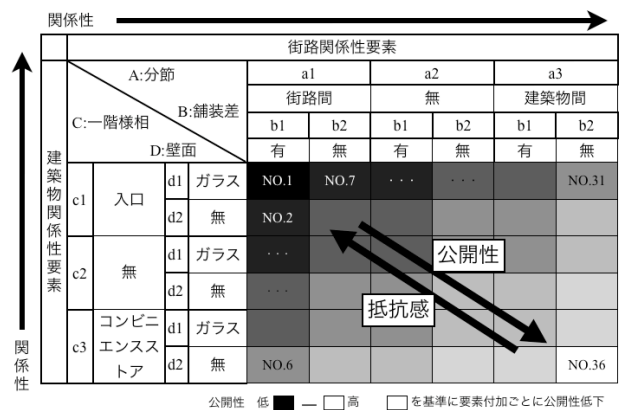 関係性
街路関係性要素
A:分節
B:舗装差
C:一階様相
D:壁面
a1 a2 a3
街路間 無 建築物間
b1 b2 b1 b2 b1 b2
有 無 有 無 有 無
建築物関係性要素
c1 入口 d1 ガラス NO.1 NO.7 ・・・ ・・・ NO.31
d2 無 NO.2
c2 無 d1 ガラス ・・・
d2 無 ・・・
c3 コンビニエンスストア d1 ガラス
d2 無 NO.6 NO.36
公開性
抵抗感
関係性
公開性 低 — 高 を基準に要素付加ごとに公開性低下